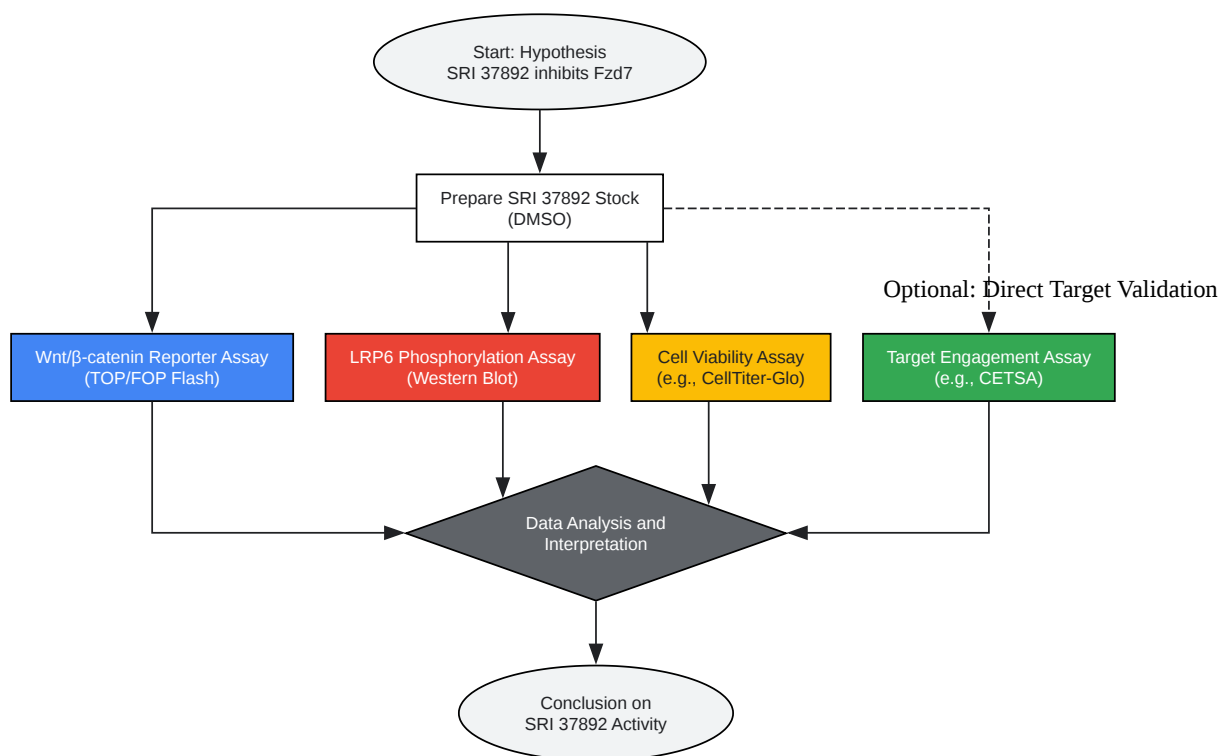 Start: Hypothesis
SRI 37892 inhibits Fzd7
Prepare SRI 37892 Stock
(DMSO)
Optional: Direct Target Validation
Wnt/β-catenin Reporter Assay
(TOP/FOP Flash)
LRP6 Phosphorylation Assay
(Western Blot)
Cell Viability Assay
(e.g., CellTiter-Glo)
Target Engagement Assay
(e.g., CETSA)
Data Analysis and
Interpretation
Conclusion on
SRI 37892 Activity